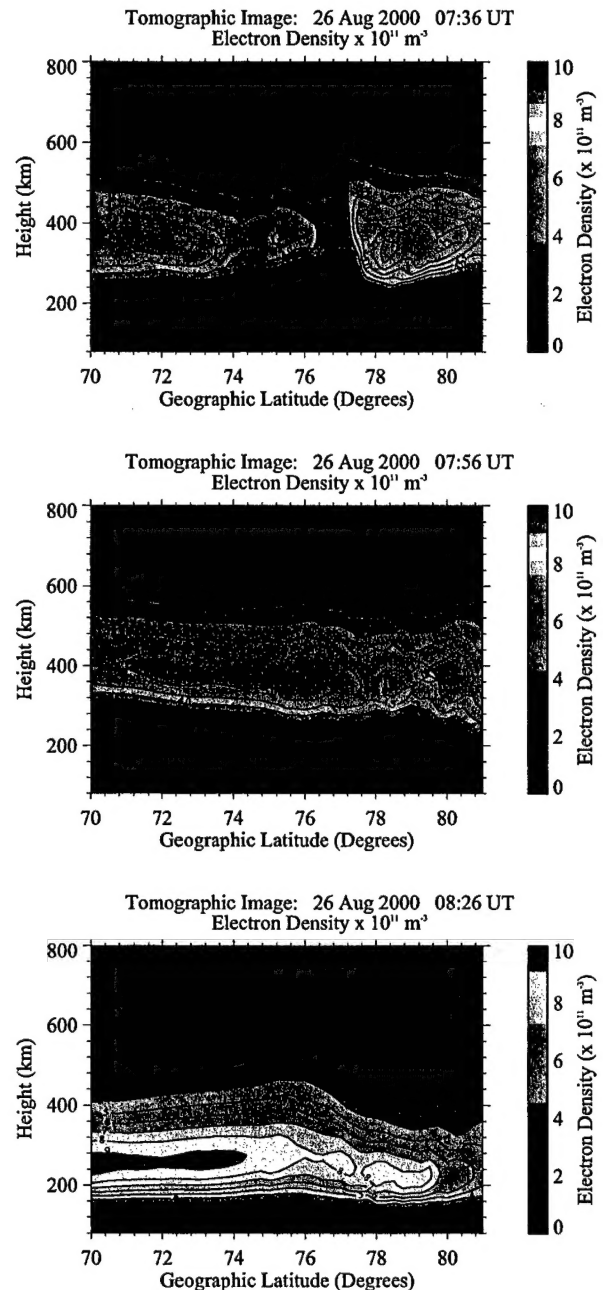 Tomographic Image: 26 Aug 2000 07:36 UT
Electron Density x 10¹¹ m⁻³
800
600
400
200
Height (km)
70 72 74 76 78 80
Geographic Latitude (Degrees)
10
8
6
4
2
0
Electron Density (x 10¹¹ m⁻³)
Tomographic Image: 26 Aug 2000 07:56 UT
Electron Density x 10¹¹ m⁻³
800
600
400
200
Height (km)
70 72 74 76 78 80
Geographic Latitude (Degrees)
10
8
6
4
2
0
Electron Density (x 10¹¹ m⁻³)
Tomographic Image: 26 Aug 2000 08:26 UT
Electron Density x 10¹¹ m⁻³
800
600
400
200
Height (km)
70 72 74 76 78 80
Geographic Latitude (Degrees)
10
8
6
4
2
0
Electron Density (x 10¹¹ m⁻³)